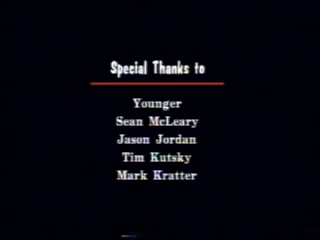 Special Thanks to
Younger
Sean McLeary
Jason Jordan
Tim Kutsky
Mark Kratter